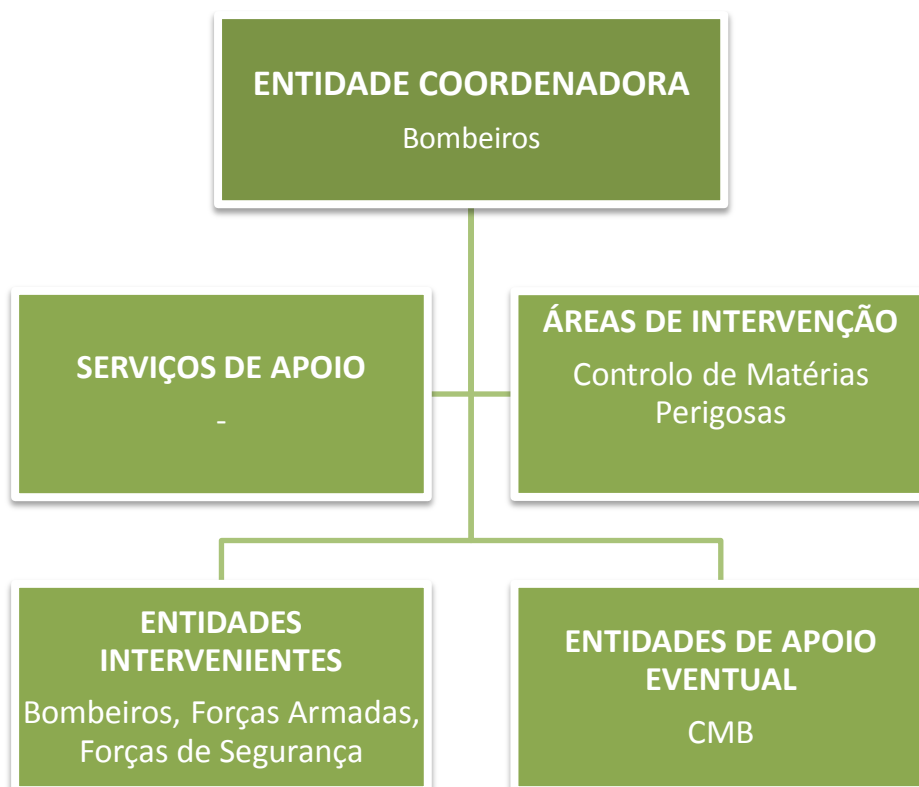 ENTIDADE COORDENADORA
Bombeiros
SERVIÇOS DE APOIO
-
ÁREAS DE INTERVENÇÃO
Controlo de Matérias
Perigosas
ENTIDADES
INTERVENIENTES
Bombeiros, Forças Armadas,
Forças de Segurança
ENTIDADES DE APOIO
EVENTUAL
CMB